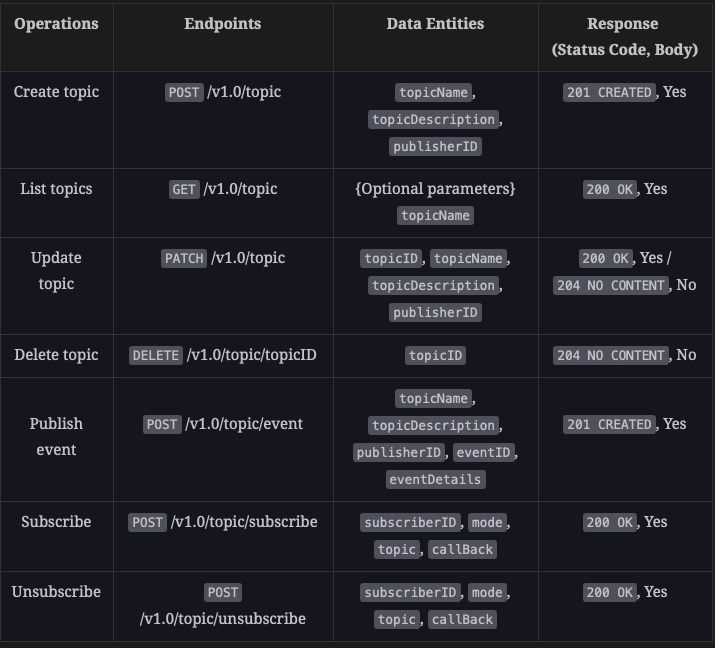 Operations Endpoints Data Entities Response
(Status Code, Body)
Create topic POST /v1.0/topic topicName, 201 CREATED, Yes
topicDescription,
publisherID
List topics GET /v1.0/topic {Optional parameters} 200 OK, Yes
topicName
Update PATCH /v1.0/topic topicID, topicName, 200 OK, Yes /
topic topicDescription, 204 NO CONTENT, No
publisherID
Delete topic DELETE /v1.0/topic/topicID topicID 204 NO CONTENT, No
topicName,
Publish POST /v1.0/topic/event topicDescription, 201 CREATED, Yes
event publisherID, eventID,
eventDetails
Subscribe POST /v1.0/topic/subscribe subscriberID, mode, 200 OK, Yes
topic, callBack
Unsubscribe POST subscriberID, mode, 200 OK, Yes
/v1.0/topic/unsubscribe topic, callBack